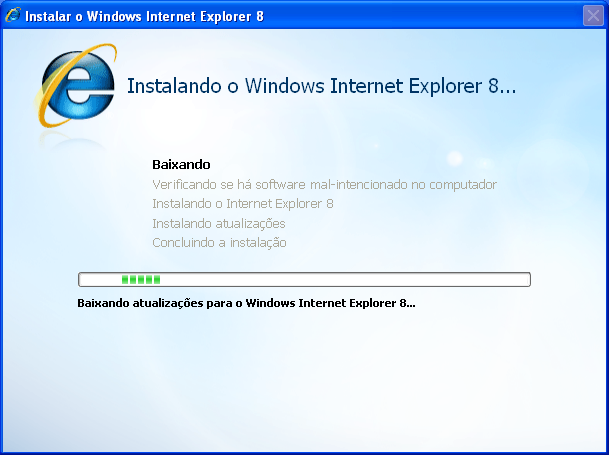 Instalar o Windows Internet Explorer 8
Instalando o Windows Internet Explorer 8...
Baixando
Verificando se há software mal-intencionado no computador
Instalando o Internet Explorer 8
Instalando atualizações
Concluindo a instalação
Baixando atualizações para o Windows Internet Explorer 8...